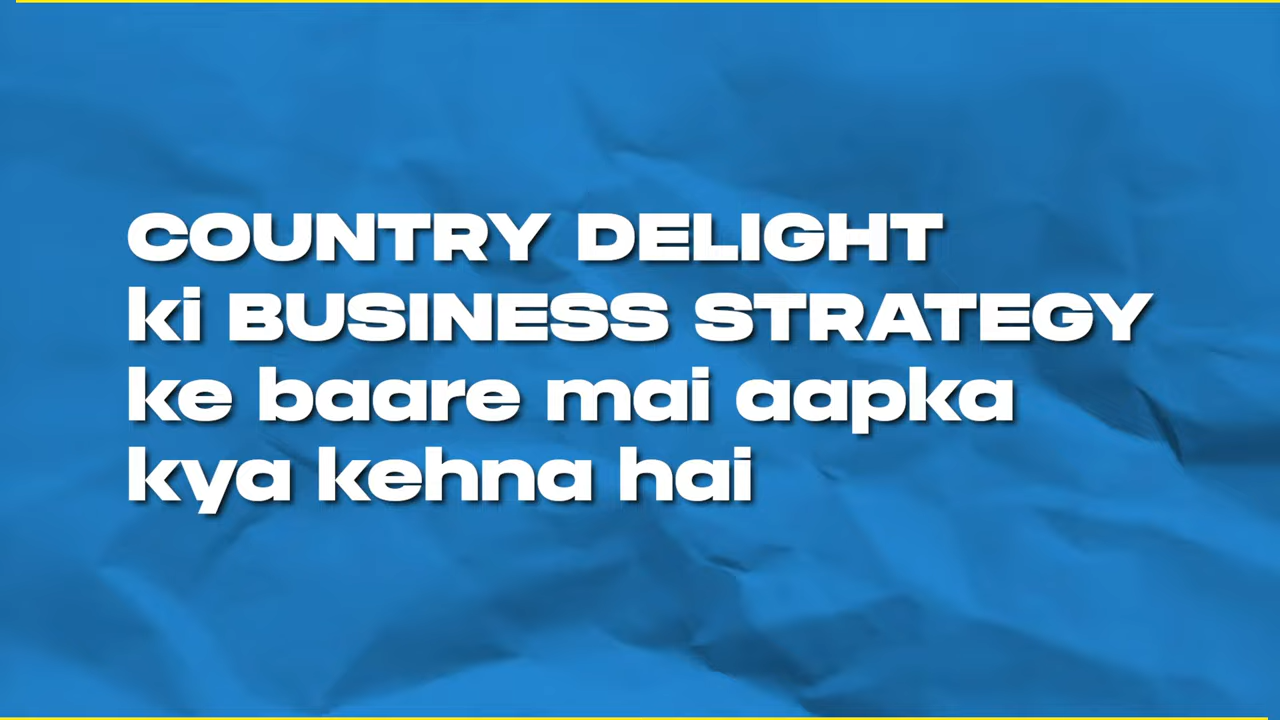 COUNTRY DELIGHT
ki BUSINESS STRATEGY
ke baare mai aapka
kya kehna hai